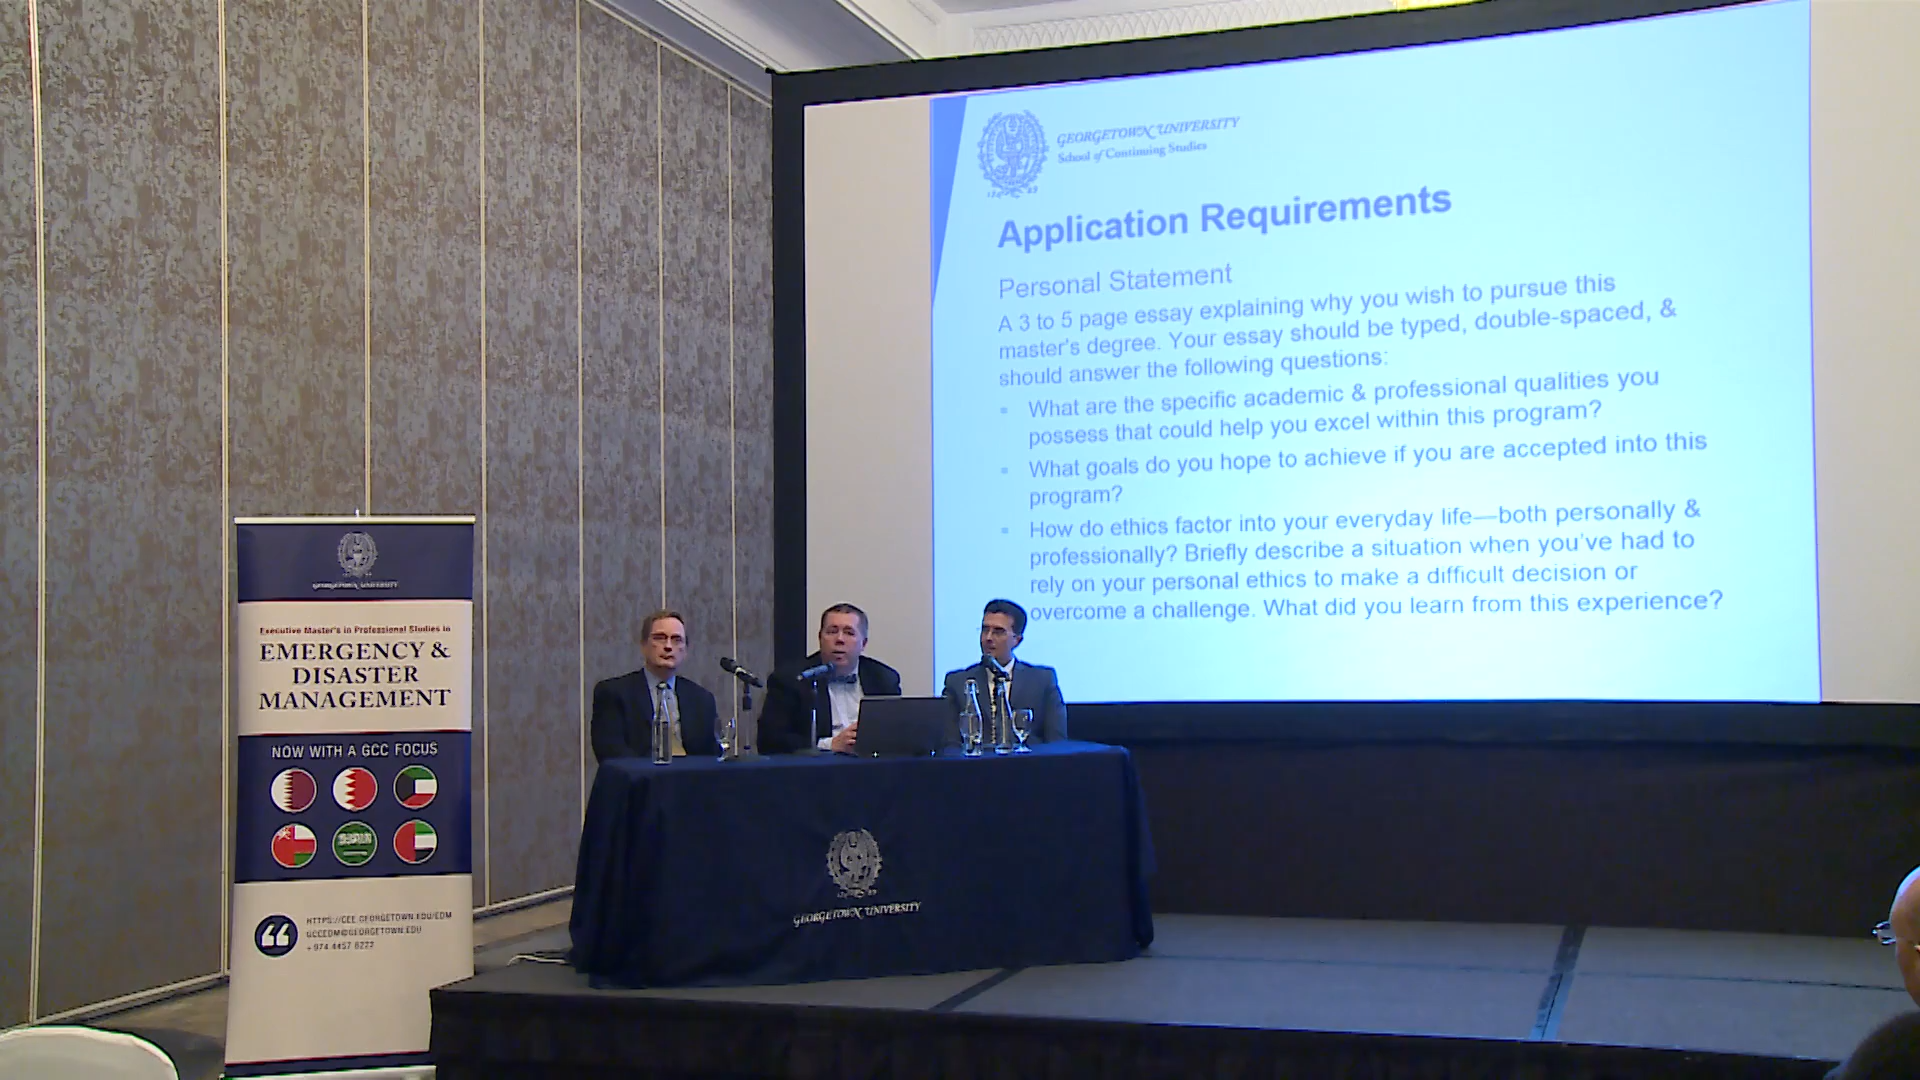 GEORGETOWN UNIVERSITY
School of Continuing Studies
Application Requirements
Personal Statement
A 3 to 5 page essay explaining why you wish to pursue this
master's degree. Your essay should be typed, double-spaced, &
should answer the following questions:
What are the specific academic & professional qualities you
possess that could help you excel within this program?
What goals do you hope to achieve if you are accepted into this
program?
How do ethics factor into your everyday life—both personally &
professionally? Briefly describe a situation when you've had to
rely on your personal ethics to make a difficult decision or
overcome a challenge. What did you learn from this experience?
GEORGETOWN UNIVERSITY
Executive Master's in Professional Studies in
EMERGENCY &
DISASTER
MANAGEMENT
NOW WITH A GCC FOCUS
HTTPS://CEE.GEORGETOWN.EDU/EDM
GCCEDM@GEORGETOWN.EDU
+ 974 4457 8222
GEORGETOWN UNIVERSITY